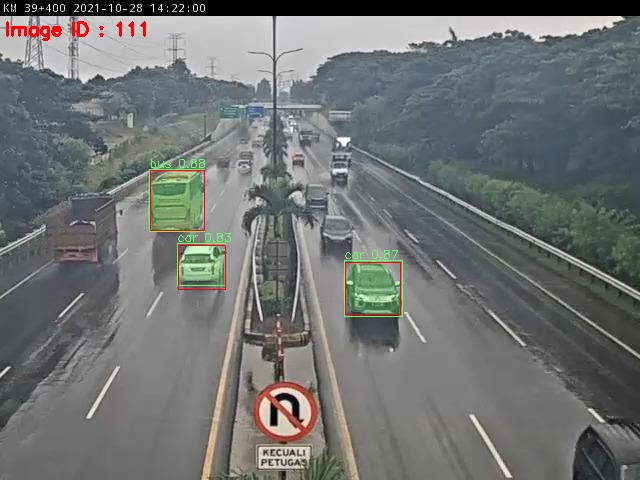 KM 39+400 2021-10-28 14:22:00
Image ID : 111
bus 0.88
car 0.83
car 0.87
KECUALI
PETUGAS